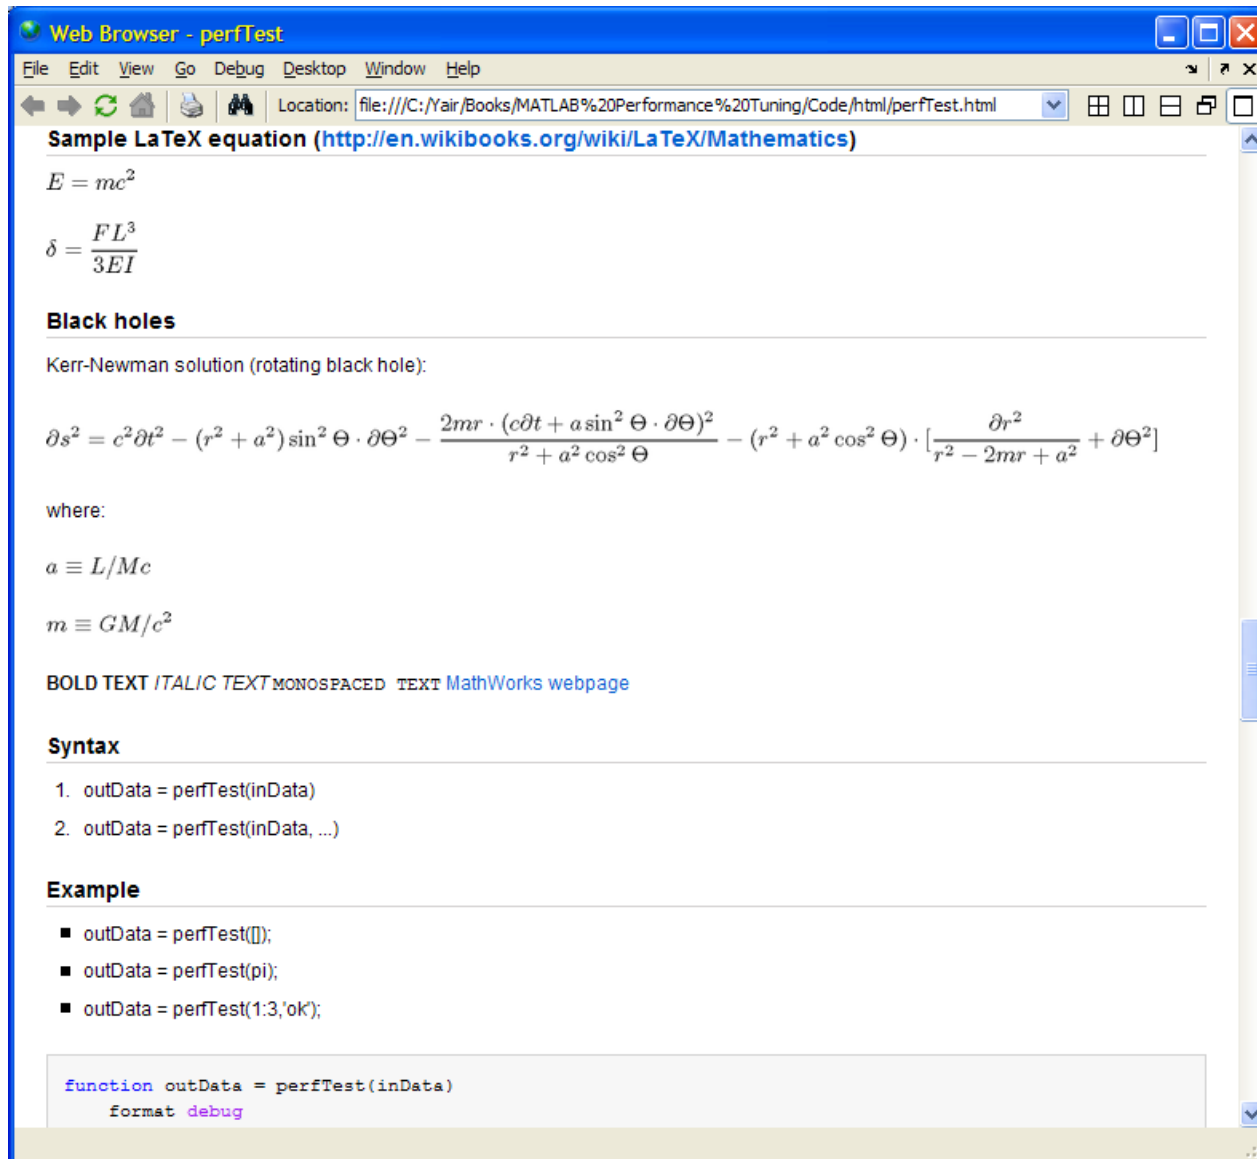 Web Browser - perfTest
File Edit View Go Debug Desktop Window Help
Location: file:///C:/Yair/Books/MATLAB%20Performance%20Tuning/Code/html/perfTest.html
Sample LaTeX equation (http://en.wikibooks.org/wiki/LaTeX/Mathematics)
E = mc²
δ = FL³/3EI
Black holes
Kerr-Newman solution (rotating black hole):
∂s² = c²∂t² − (r² + a²) sin² Θ · ∂Θ² − 2mr · (c∂t + a sin² Θ · ∂Θ)²/(r² + a² cos² Θ) − (r² + a² cos² Θ) · [∂r²/(r² − 2mr + a²) + ∂Θ²]
where:
a ≡ L/Mc
m ≡ GM/c²
BOLD TEXT ITALIC TEXT MONOSPACED TEXT MathWorks webpage
Syntax
1. outData = perfTest(inData)
2. outData = perfTest(inData, ...)
Example
■ outData = perfTest([]);
■ outData = perfTest(pi);
■ outData = perfTest(1:3,'ok');
function outData = perfTest(inData)
format debug